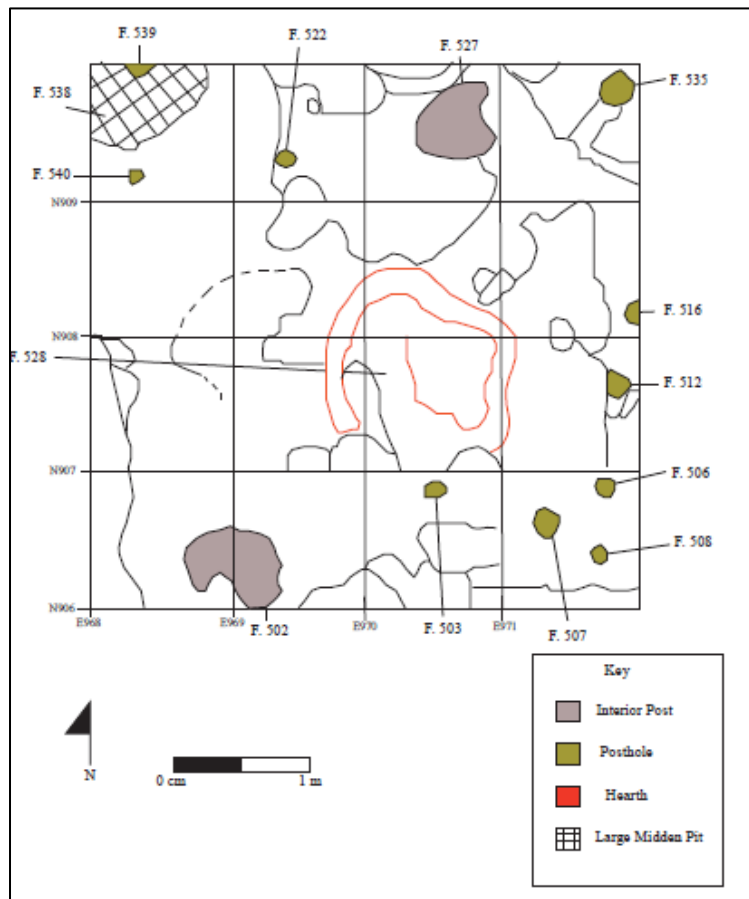 F. 539
F. 522
F. 527
F. 535
F. 538
F. 540
N909
F. 516
N908
F. 528
F. 512
N907
F. 506
F. 508
N906
E968
E969
F. 502
E970
F. 503
E971
F. 507
Key
Interior Post
Posthole
Hearth
Large Midden Pit
N
0 cm
1 m